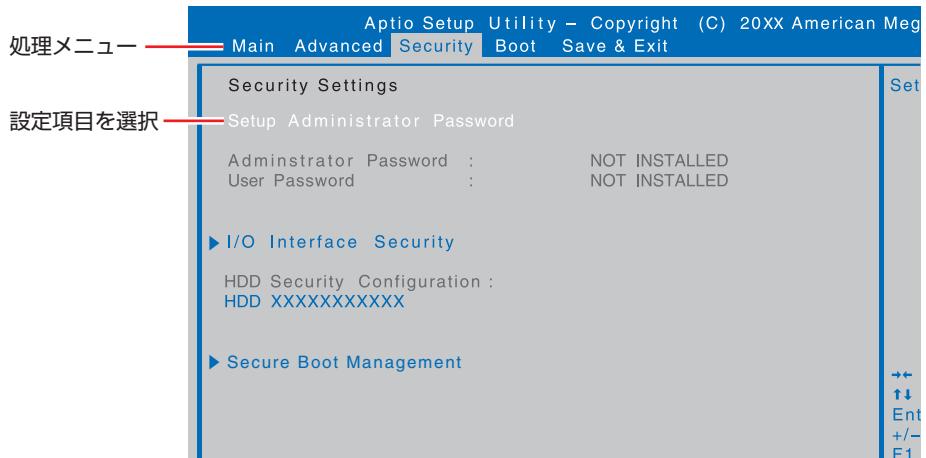 Aptio Setup Utility – Copyright (C) 20XX American Meg
処理メニュー
Main Advanced Security Boot Save & Exit
Security Settings
Set
設定項目を選択
Setup Administrator Password
Adminstrator Password : NOT INSTALLED
User Password : NOT INSTALLED
I/O Interface Security
HDD Security Configuration :
HDD XXXXXXXXXXX
Secure Boot Management
→←
↑↓
Ent
+/–
F1